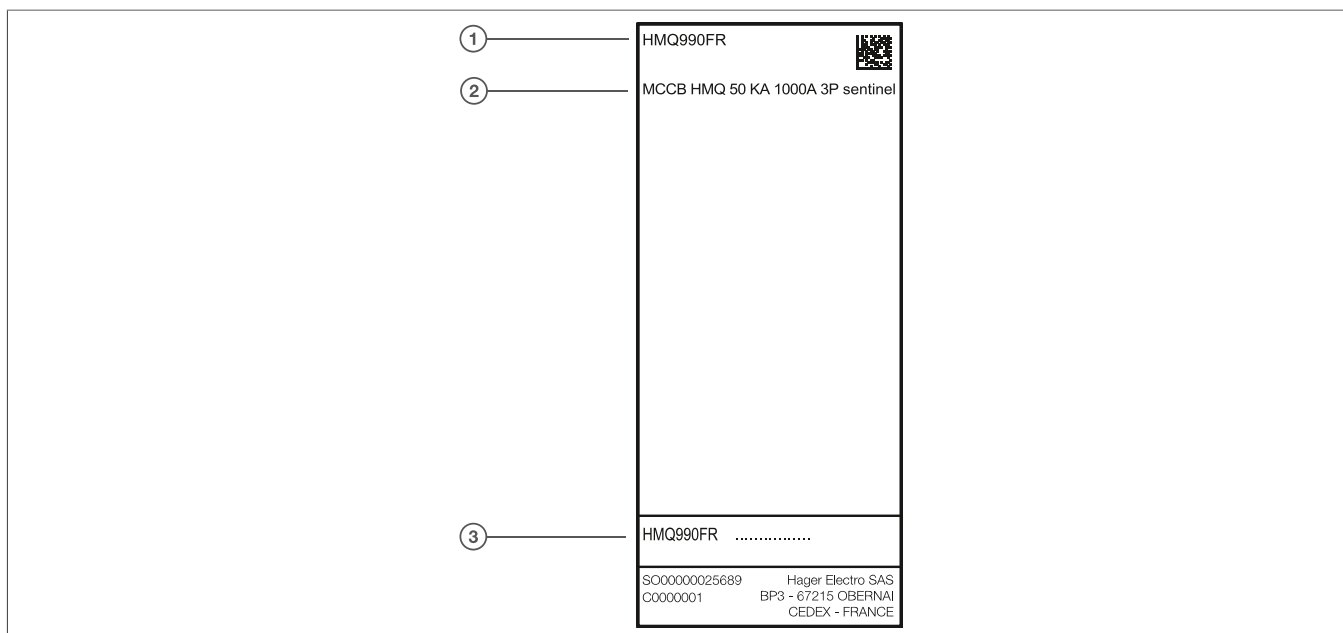 1
HMQ990FR
2
MCCB HMQ 50 KA 1000A 3P sentinel
3
HMQ990FR ...............
SO00000025689
C0000001
Hager Electro SAS
BP3 - 67215 OBERNAI
CEDEX - FRANCE